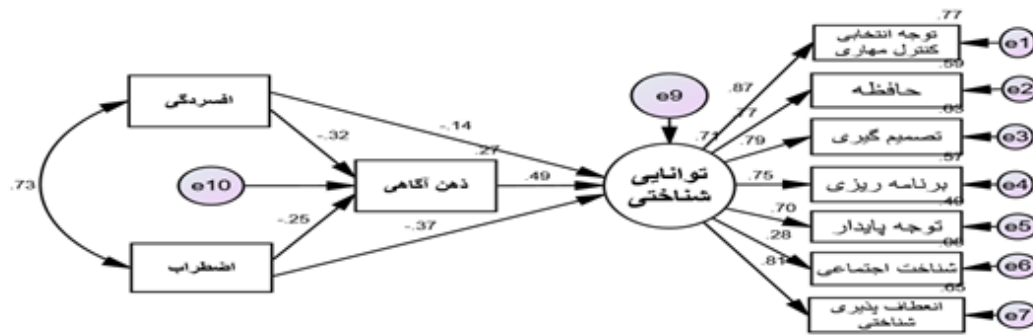 .77
توجه انتخابی
کنترل مهاری
e1
.59
حافظه
e2
.63
تصمیم گیری
e3
.57
برنامه ریزی
e4
.49
توجه پایدار
e5
.08
شناخت اجتماعی
e6
.65
انعطاف پذیری
شناختی
e7
.87
.77
.79
.75
.70
.28
.81
e9
.71
توانایی
شناختی
-.14
.27
.49
-.37
افسردگی
-.32
ذهن آگاهی
e10
-.25
اضطراب
.73